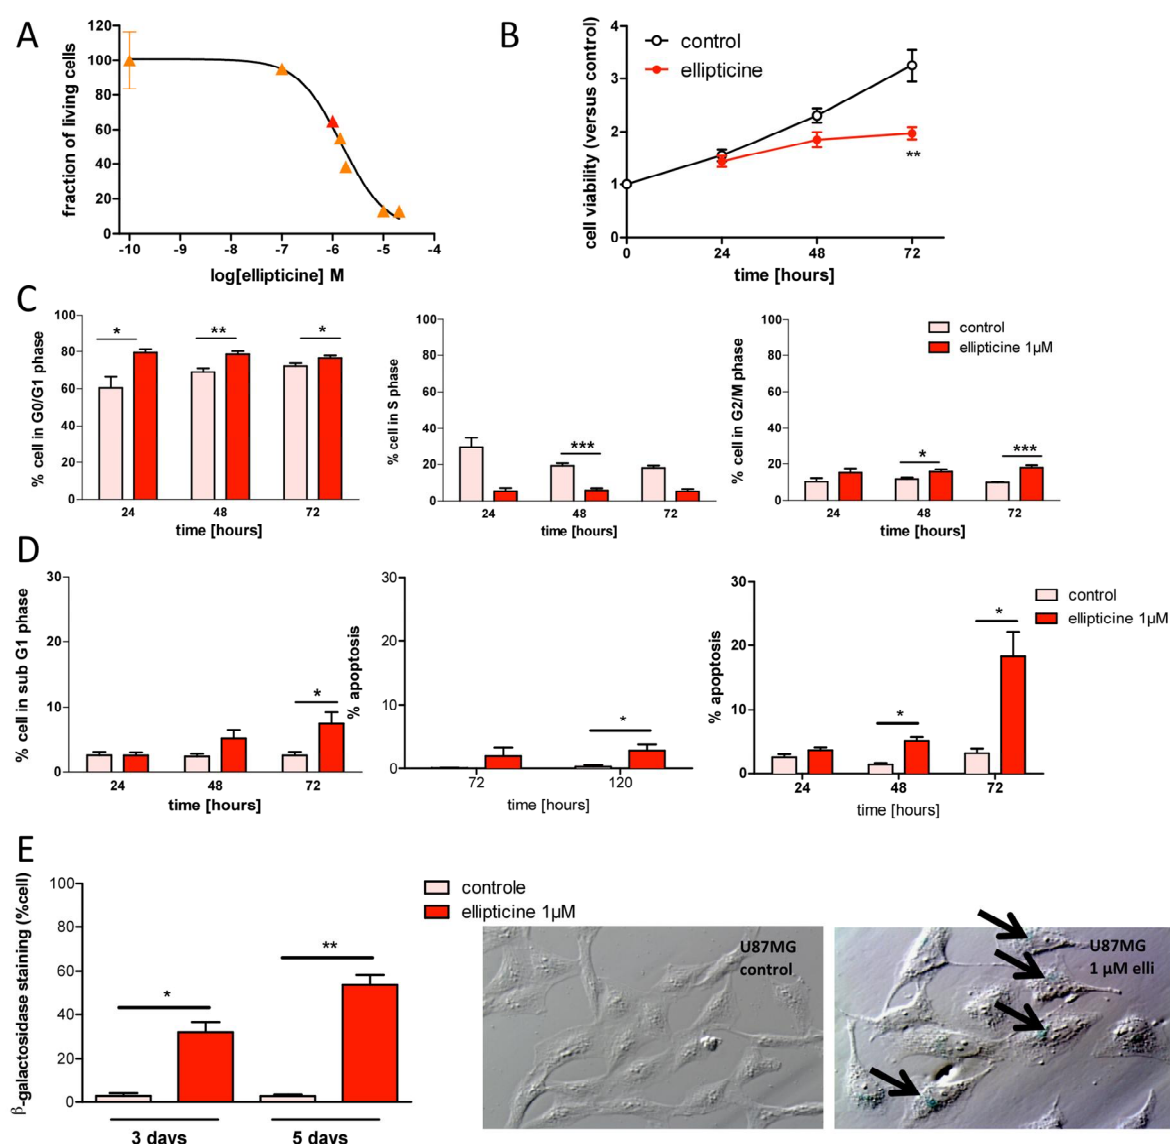 A
fraction of living cells
120
100
80
60
40
20
0
-10 -9 -8 -7 -6 -5 -4
log[ellipticine] M
B
cell viability (versus control)
4
3
2
1
0
control
ellipticine
**
0 24 48 72
time [hours]
C
% cell in G0/G1 phase
100
80
60
40
20
0
* ** *
24 48 72
time [hours]
% cell in S phase
100
80
60
40
20
0
***
24 48 72
time [hours]
% cell in G2/M phase
100
80
60
40
20
0
* ***
24 48 72
time [hours]
control
ellipticine 1µM
D
% cell in sub G1 phase
30
20
10
0
*
24 48 72
time [hours]
% apoptosis
30
20
10
0
*
72 120
time [hours]
% apoptosis
30
20
10
0
* *
24 48 72
time [hours]
control
ellipticine 1µM
E
β-galactosidase staining (%cell)
100
80
60
40
20
0
* **
3 days 5 days
controle
ellipticine 1µM
U87MG
control
U87MG
1 µM elli